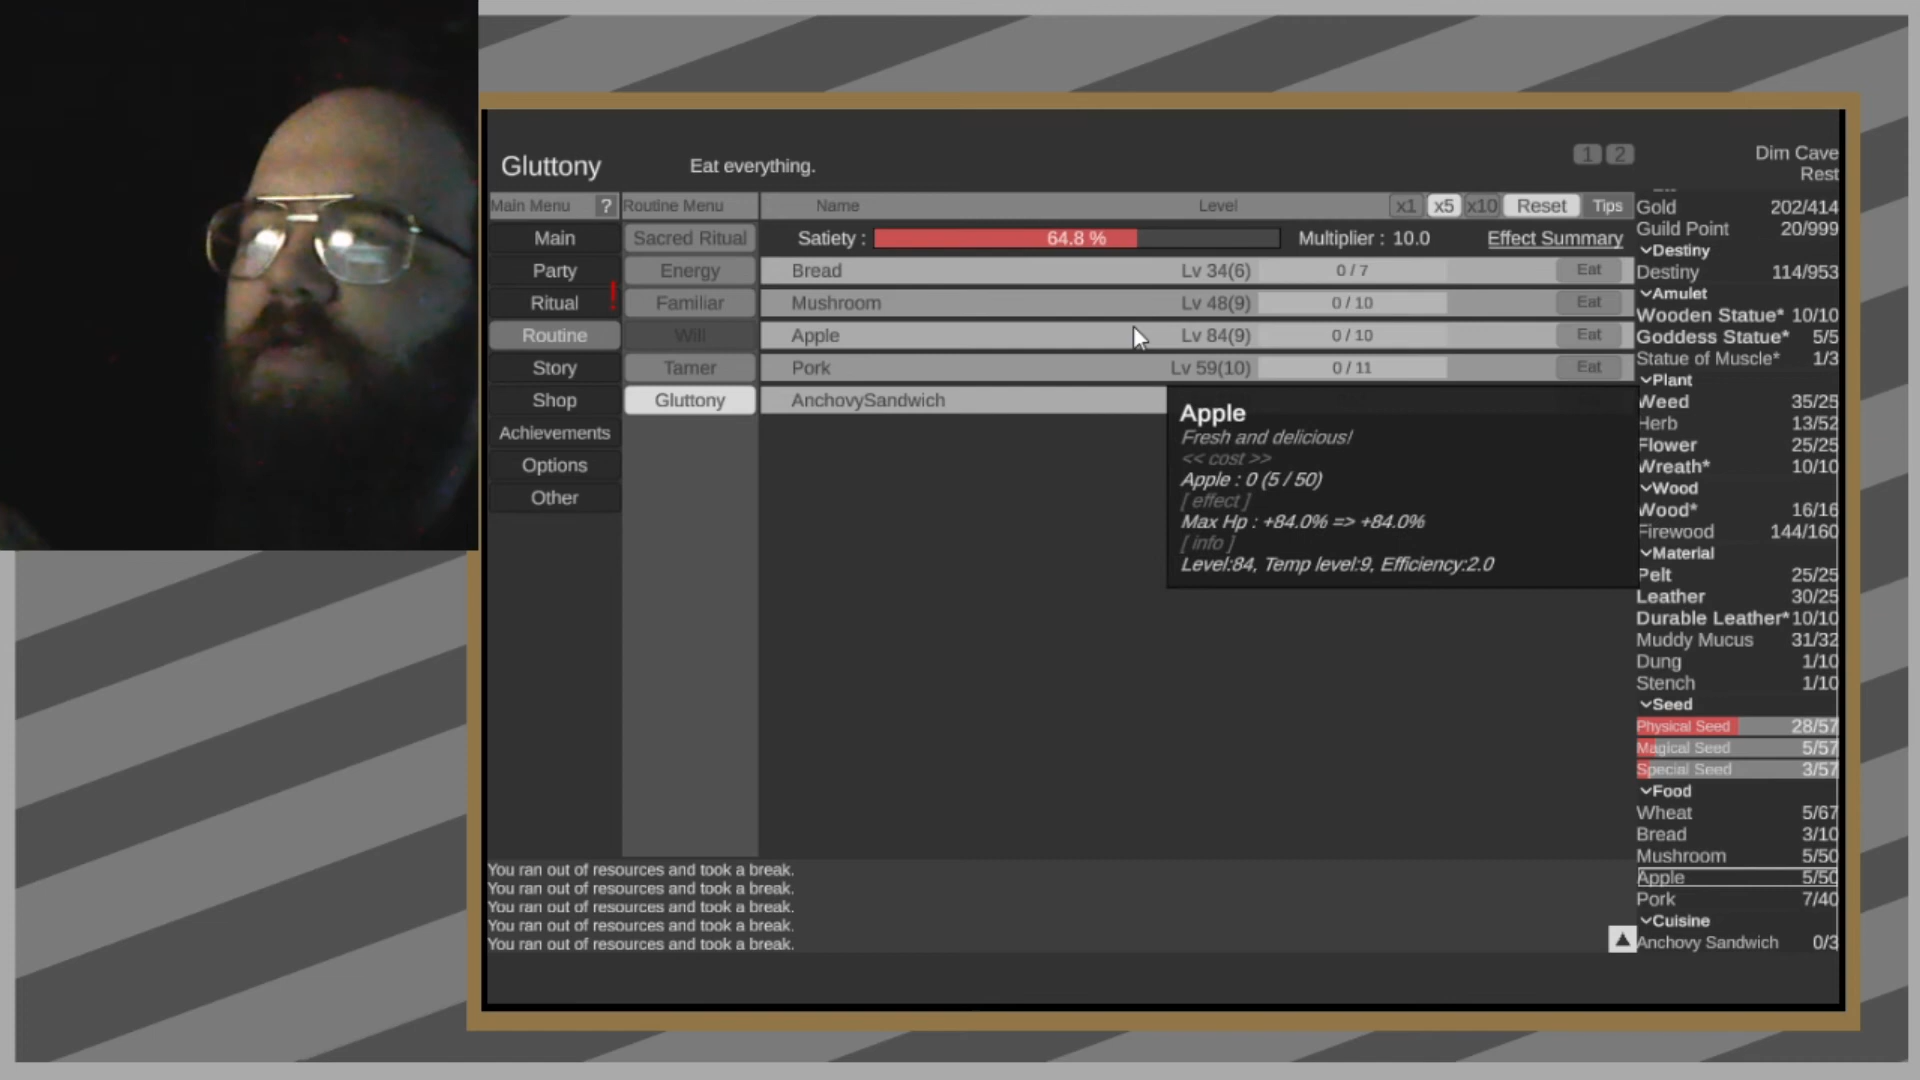 Gluttony
Eat everything.
1 2
Dim Cave
Rest
Main Menu ?
Routine Menu
Name
Level
x1 x5 x10 Reset Tips
Main
Party
Ritual !
Routine
Story
Shop
Achievements
Options
Other
Sacred Ritual
Energy
Familiar
Will
Tamer
Gluttony
Satiety : 64.8 % Multiplier : 10.0 Effect Summary
Bread Lv 34(6) 0 / 7 Eat
Mushroom Lv 48(9) 0 / 10 Eat
Apple Lv 84(9) 0 / 10 Eat
Pork Lv 59(10) 0 / 11 Eat
AnchovySandwich
Apple
Fresh and delicious!
<< cost >>
Apple : 0 (5 / 50)
[ effect ]
Max Hp : +84.0% => +84.0%
[ info ]
Level:84, Temp level:9, Efficiency:2.0
Gold 202/414
Guild Point 20/999
Destiny
Destiny 114/953
Amulet
Wooden Statue* 10/10
Goddess Statue* 5/5
Statue of Muscle* 1/3
Plant
Weed 35/25
Herb 13/52
Flower 25/25
Wreath* 10/10
Wood
Wood* 16/16
Firewood 144/160
Material
Pelt 25/25
Leather 30/25
Durable Leather* 10/10
Muddy Mucus 31/32
Dung 1/10
Stench 1/10
Seed
Physical Seed 28/57
Magical Seed 5/57
Special Seed 3/57
Food
Wheat 5/67
Bread 3/10
Mushroom 5/50
Apple 5/50
Pork 7/40
Cuisine
Anchovy Sandwich 0/3
You ran out of resources and took a break.
You ran out of resources and took a break.
You ran out of resources and took a break.
You ran out of resources and took a break.
You ran out of resources and took a break.